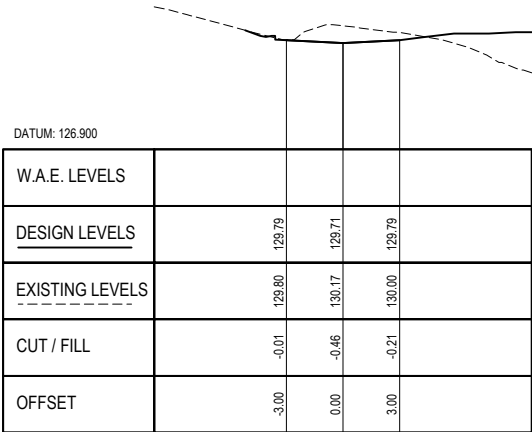 DATUM: 126.900
W.A.E. LEVELS
DESIGN LEVELS 129.79 129.71 129.79
EXISTING LEVELS 129.80 130.17 130.00
CUT / FILL -0.01 -0.46 -0.21
OFFSET -3.00 0.00 3.00